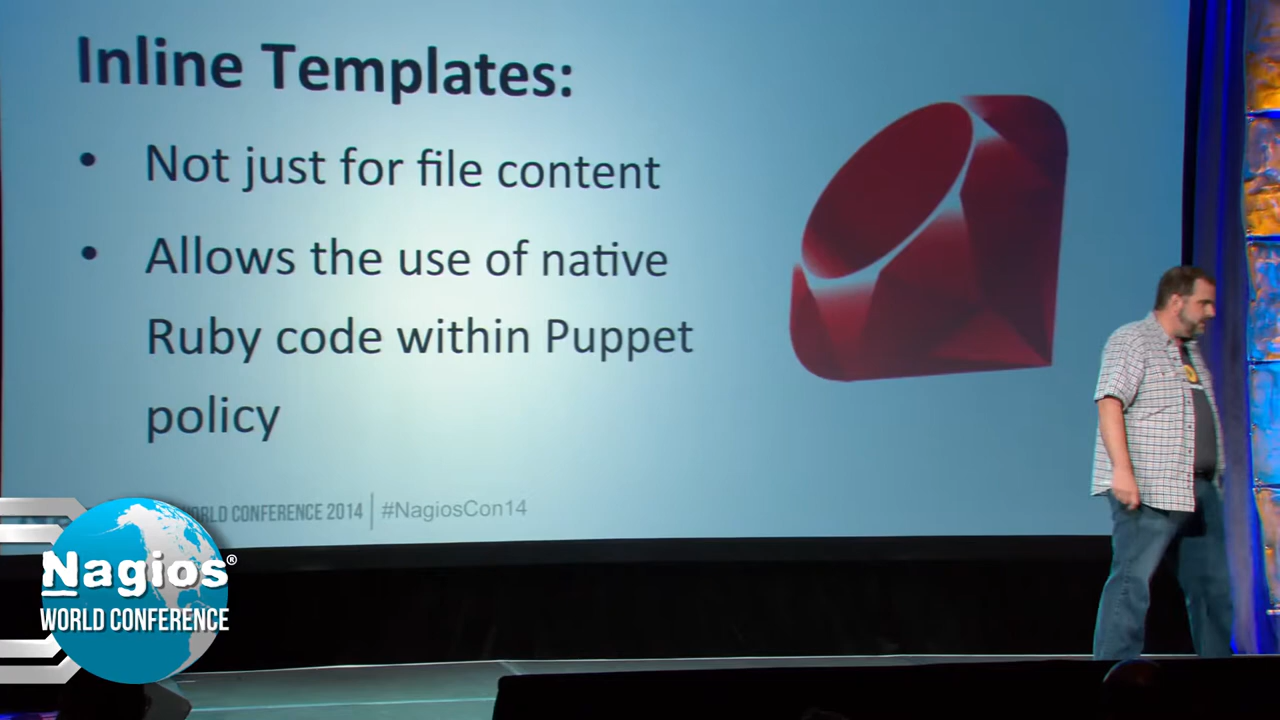 Inline Templates:
• Not just for file content
• Allows the use of native
Ruby code within Puppet
policy
WORLD CONFERENCE 2014 | #NagiosCon14
Nagios®
WORLD CONFERENCE